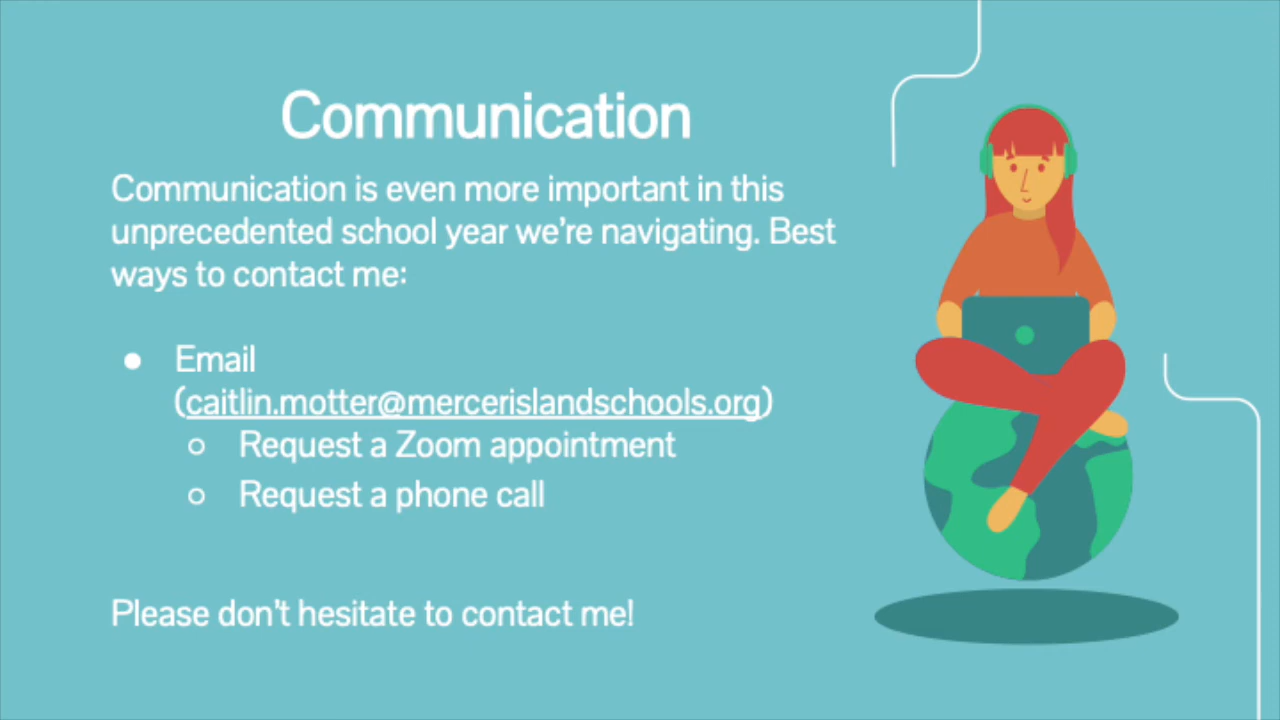 Communication
Communication is even more important in this
unprecedented school year we're navigating. Best
ways to contact me:
● Email
(caitlin.motter@mercerislandschools.org)
○ Request a Zoom appointment
○ Request a phone call
Please don't hesitate to contact me!